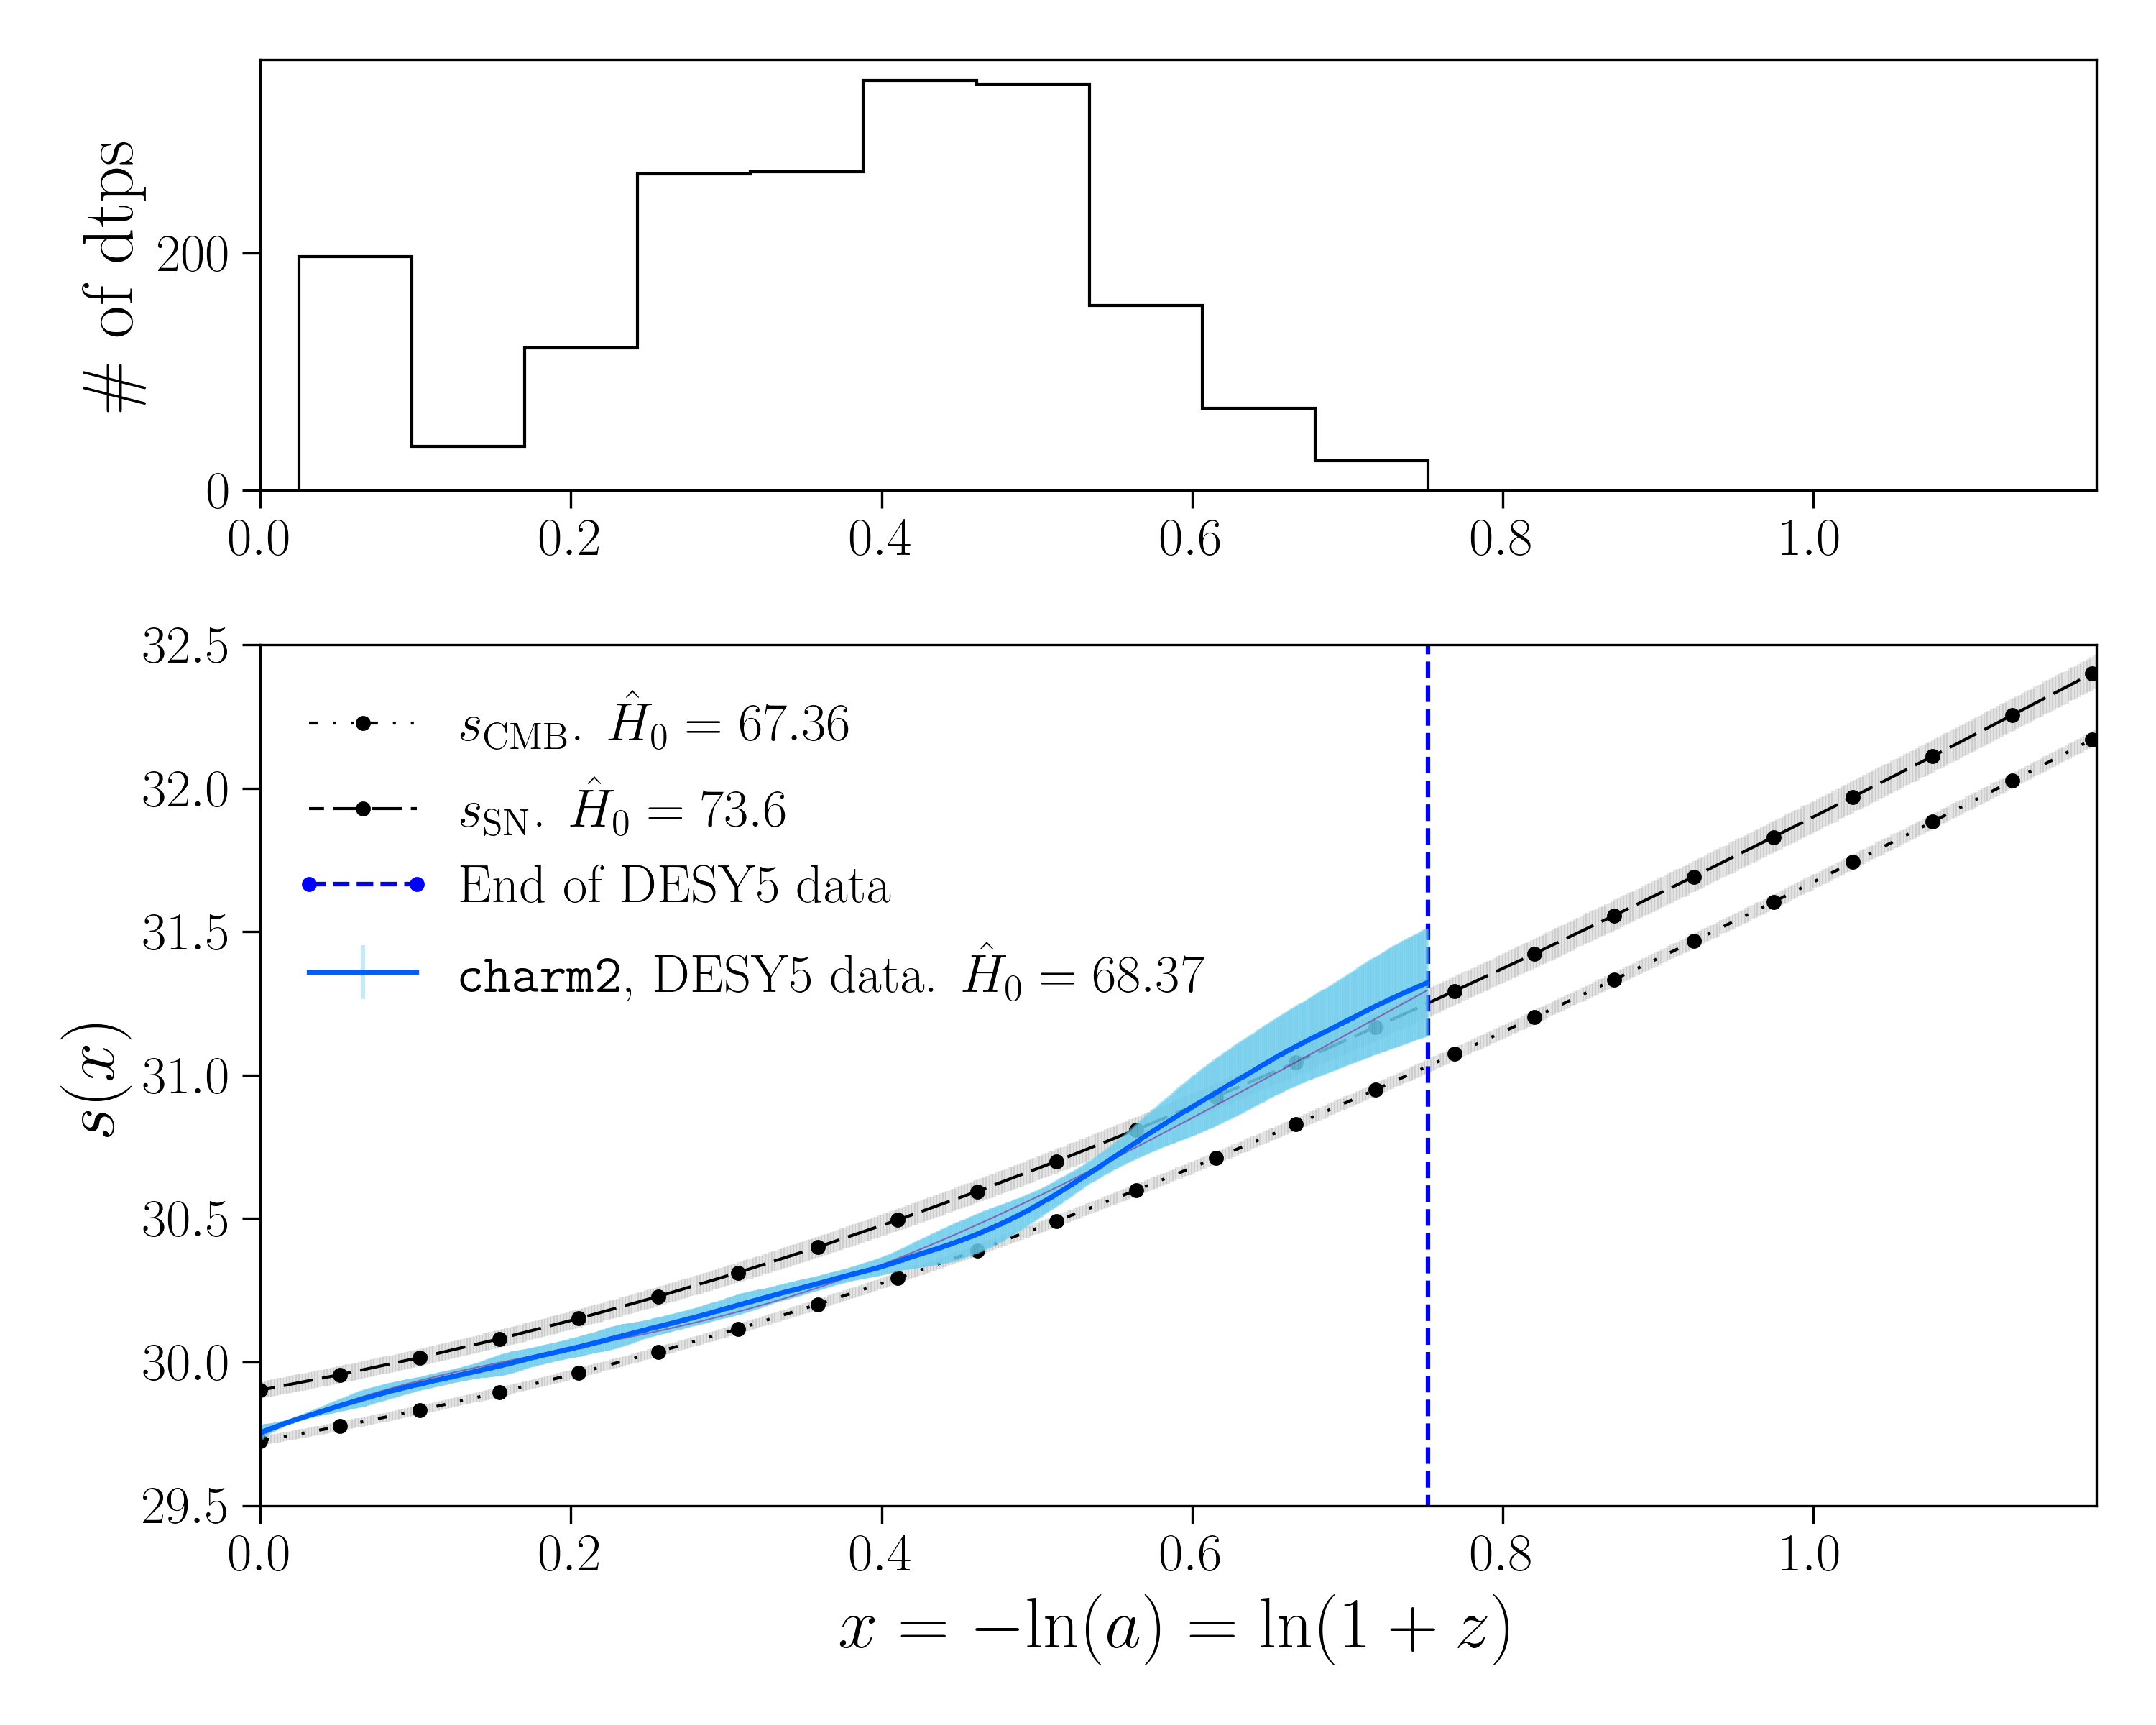 # of dtps
200
0
0.0 0.2 0.4 0.6 0.8 1.0
s(x)
32.5
32.0
31.5
31.0
30.5
30.0
29.5
s_CMB. Ĥ_0 = 67.36
s_SN. Ĥ_0 = 73.6
End of DESY5 data
charm2, DESY5 data. Ĥ_0 = 68.37
0.0 0.2 0.4 0.6 0.8 1.0
x = −ln(a) = ln(1 + z)